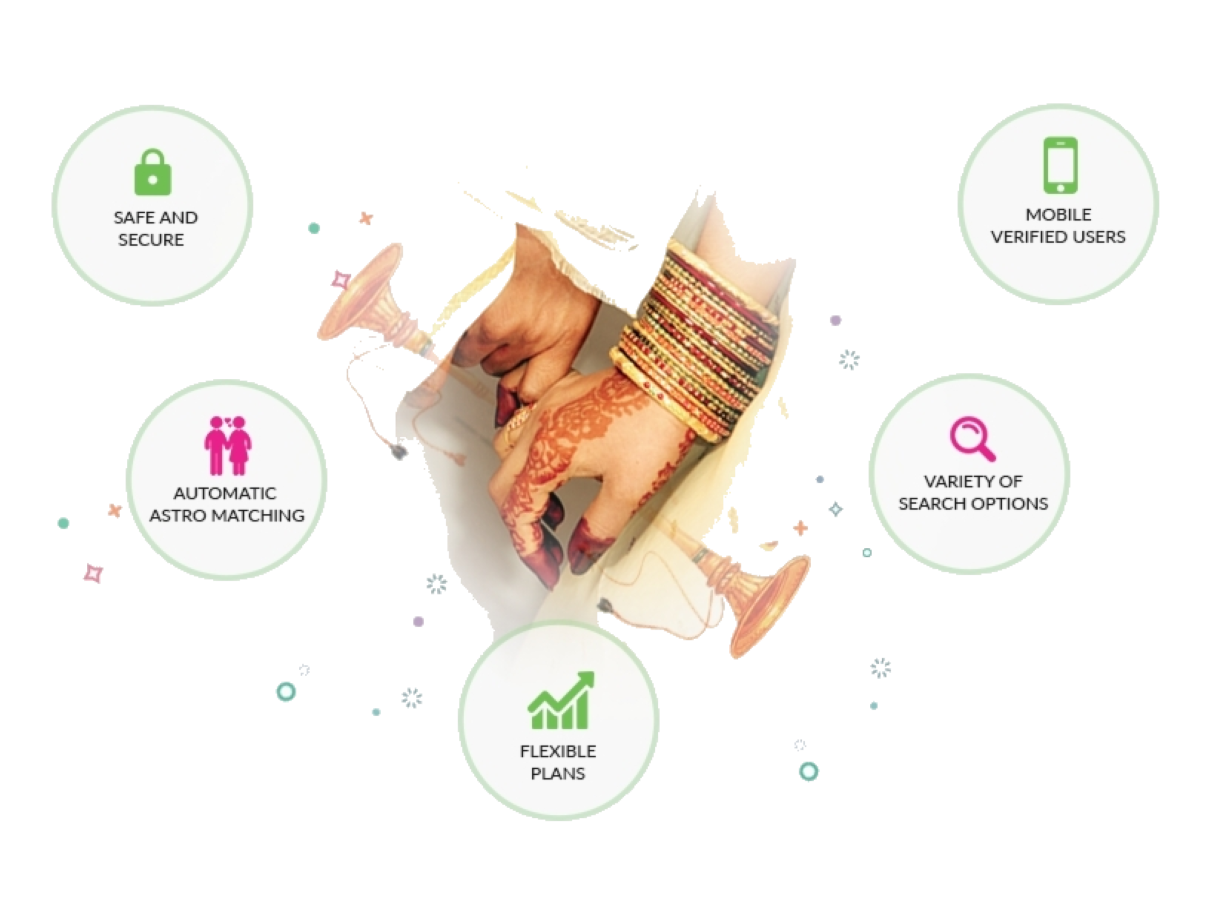 SAFE AND
SECURE
MOBILE
VERIFIED USERS
AUTOMATIC
ASTRO MATCHING
VARIETY OF
SEARCH OPTIONS
FLEXIBLE
PLANS